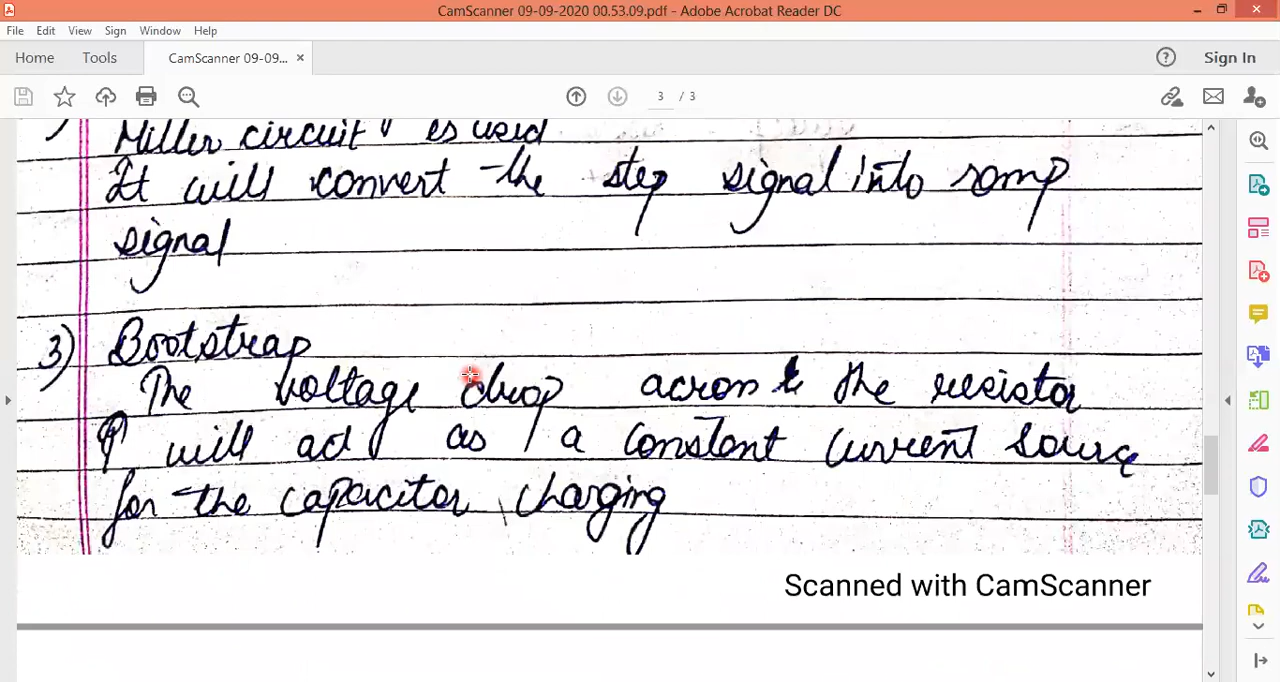 CamScanner 09-09-2020 00.53.09.pdf - Adobe Acrobat Reader DC
File Edit View Sign Window Help
Home Tools CamScanner 09-09... × Sign In
3 / 3
Miller circuit is used
It will convert the step signal into ramp
signal
3) Bootstrap
The voltage drop across the resistor
will act as a constant current source
for the capacitor charging
Scanned with CamScanner